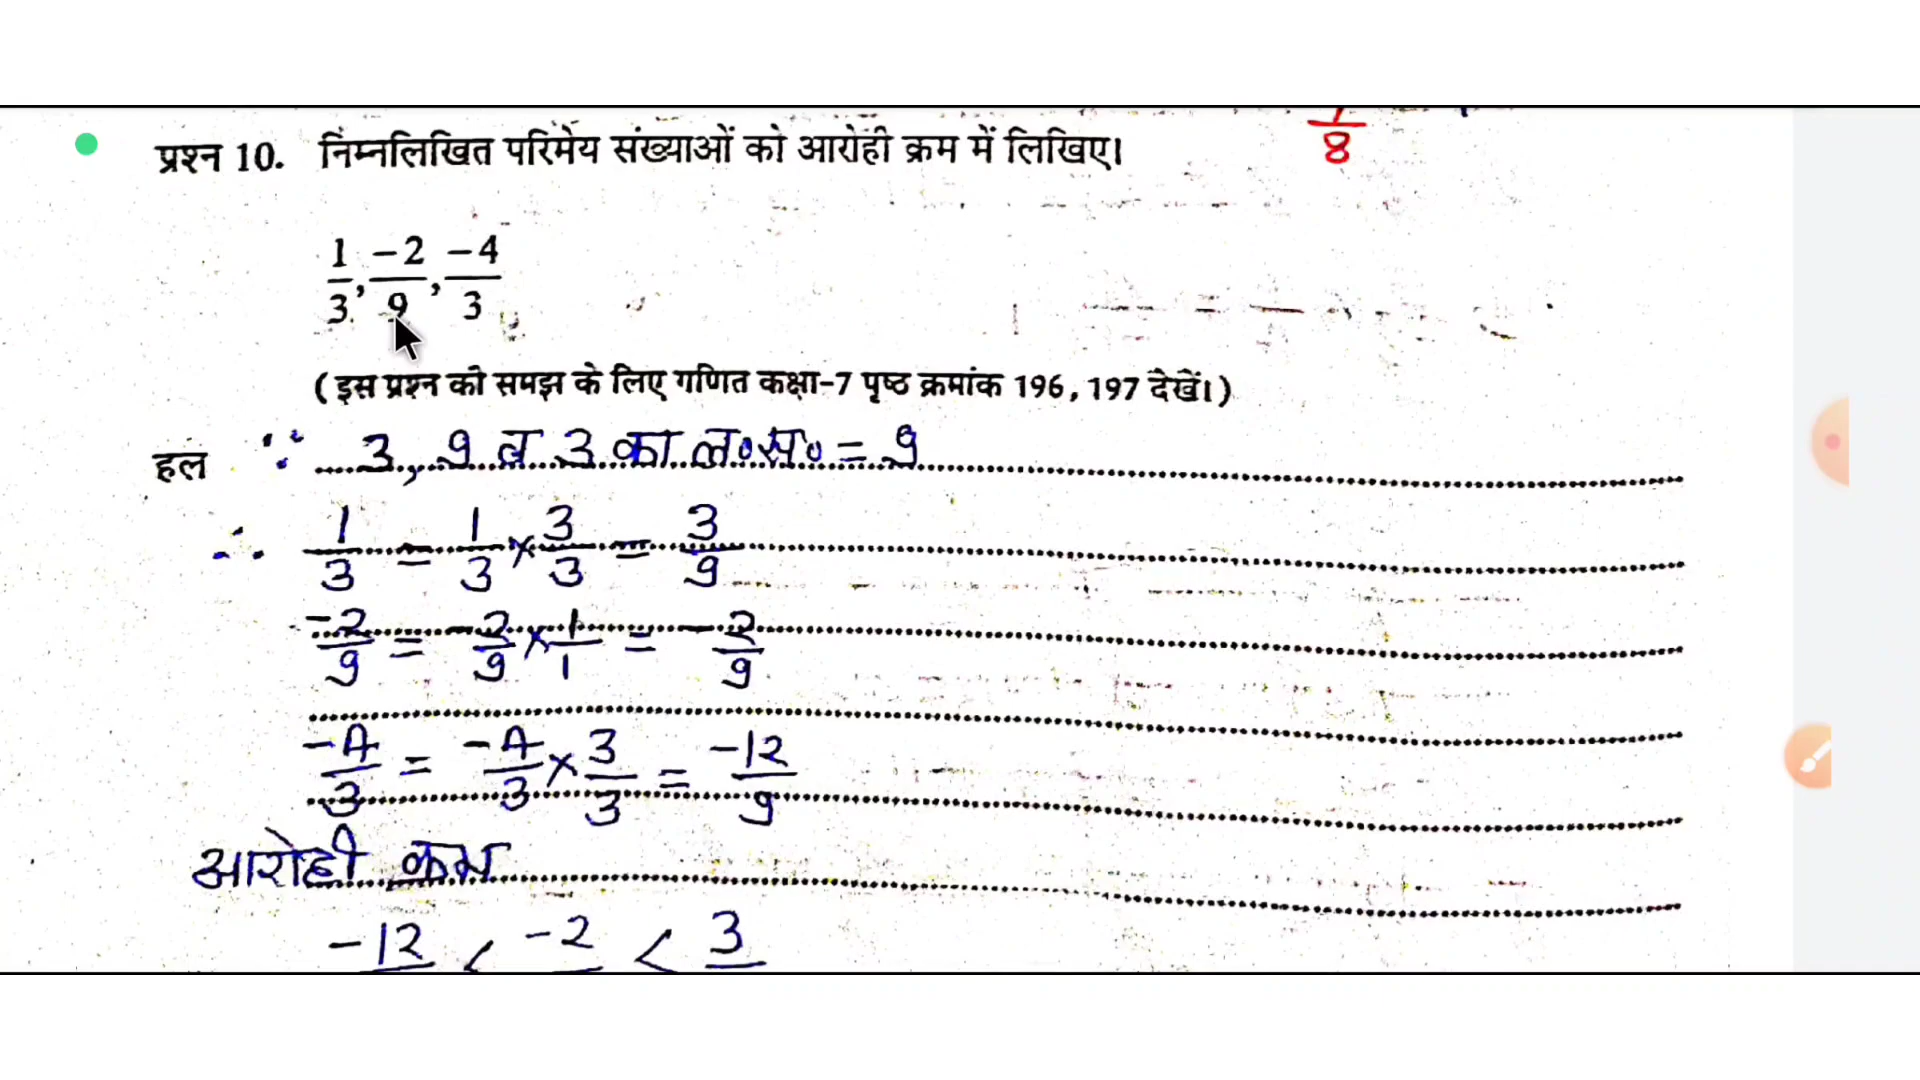 7/8
प्रश्न 10. निम्नलिखित परिमेय संख्याओं को आरोही क्रम में लिखिए।
1/3, -2/9, -4/3
(इस प्रश्न की समझ के लिए गणित कक्षा-7 पृष्ठ क्रमांक 196, 197 देखें।)
हल ∵ 3, 9 व 3 का ल॰स॰ = 9
∴ 1/3 = 1/3 × 3/3 = 3/9
-2/9 = -2/9 × 1/1 = -2/9
-4/3 = -4/3 × 3/3 = -12/9
आरोही क्रम
-12 < -2 < 3